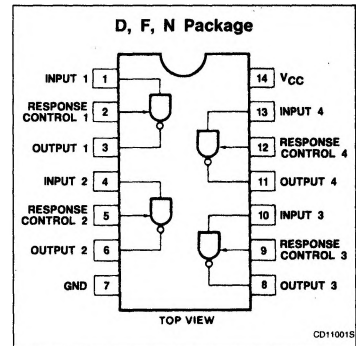 D, F, N Package
INPUT 1 1
RESPONSE CONTROL 1 2
OUTPUT 1 3
INPUT 2 4
RESPONSE CONTROL 2 5
OUTPUT 2 6
GND 7
14 VCC
13 INPUT 4
12 RESPONSE CONTROL 4
11 OUTPUT 4
10 INPUT 3
9 RESPONSE CONTROL 3
8 OUTPUT 3
TOP VIEW
CD11001S